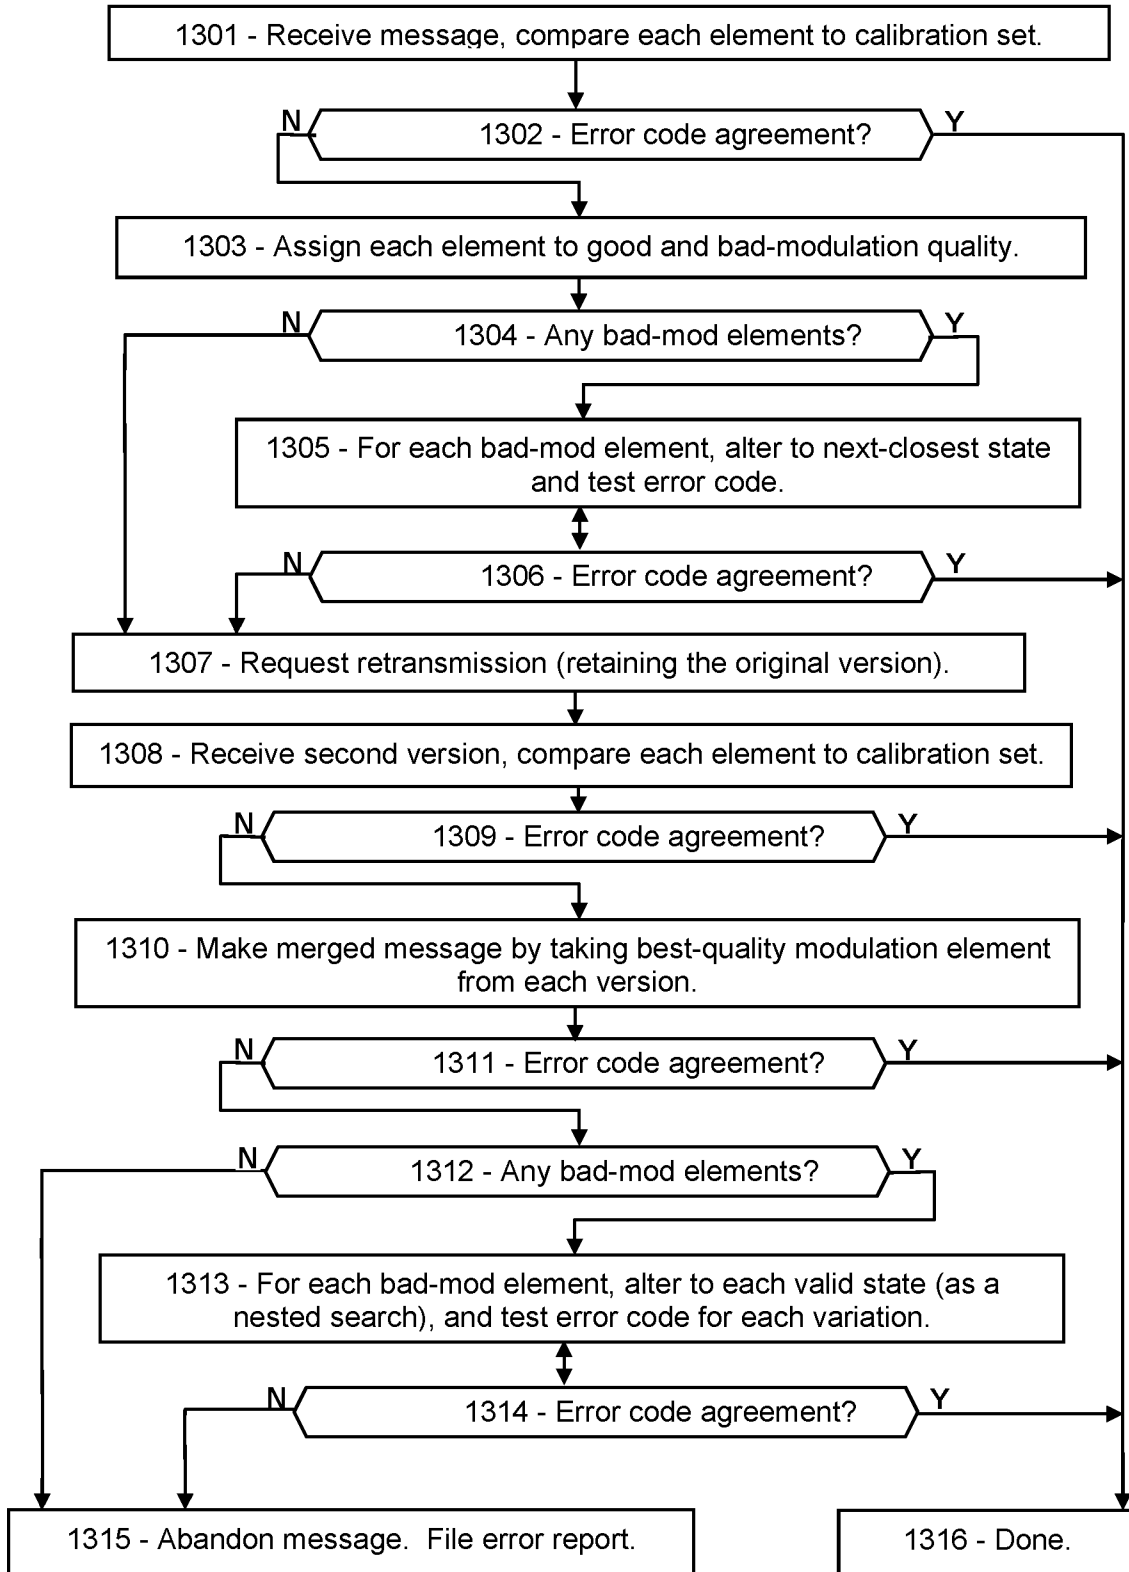 1301 - Receive message, compare each element to calibration set.
N
1302 - Error code agreement?
Y
1303 - Assign each element to good and bad-modulation quality.
N
1304 - Any bad-mod elements?
Y
1305 - For each bad-mod element, alter to next-closest state
and test error code.
N
1306 - Error code agreement?
Y
1307 - Request retransmission (retaining the original version).
1308 - Receive second version, compare each element to calibration set.
N
1309 - Error code agreement?
Y
1310 - Make merged message by taking best-quality modulation element
from each version.
N
1311 - Error code agreement?
Y
N
1312 - Any bad-mod elements?
Y
1313 - For each bad-mod element, alter to each valid state (as a
nested search), and test error code for each variation.
N
1314 - Error code agreement?
Y
1315 - Abandon message.  File error report.
1316 - Done.